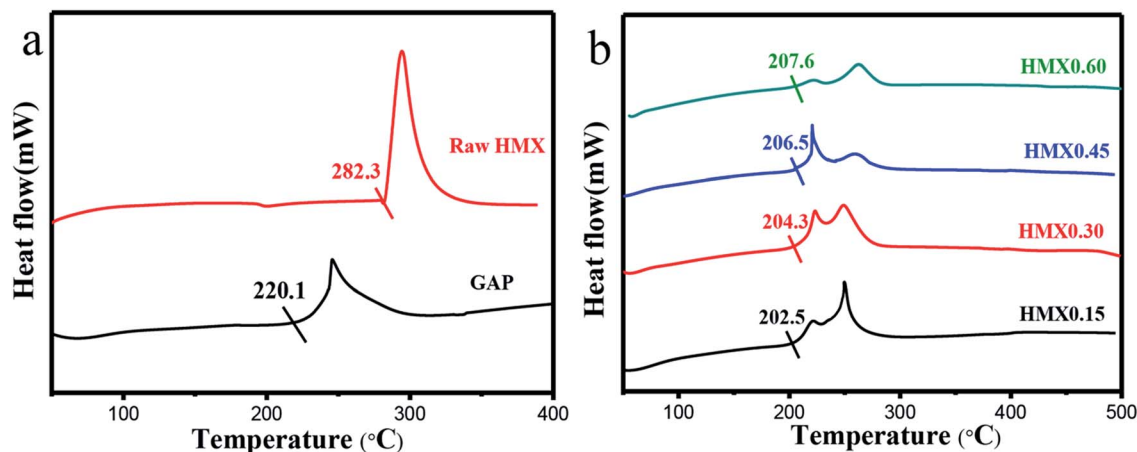 a
Heat flow(mW)
Raw HMX
282.3
GAP
220.1
100
200
300
400
Temperature (°C)
b
Heat flow(mW)
207.6
HMX0.60
206.5
HMX0.45
204.3
HMX0.30
202.5
HMX0.15
100
200
300
400
500
Temperature (°C)